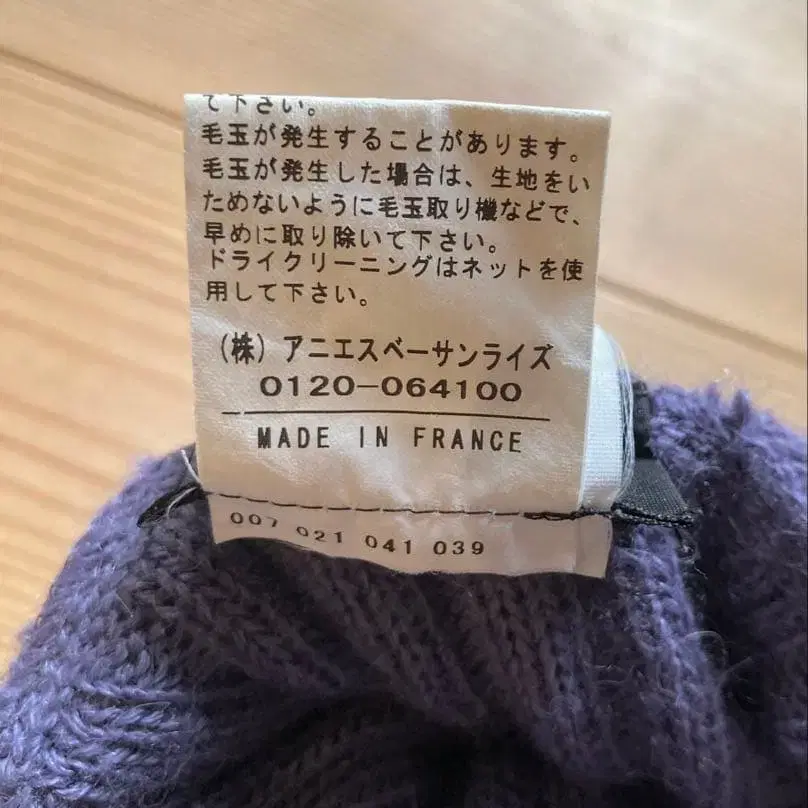 て下さい。
毛玉が発生することがあります。
毛玉が発生した場合は、生地をい
ためないように毛玉取り機などで、
早めに取り除いて下さい。
ドライクリーニングはネットを使
用して下さい。
(株)アニエスベーサンライズ
0120-064100
MADE IN FRANCE
007 021 041 039